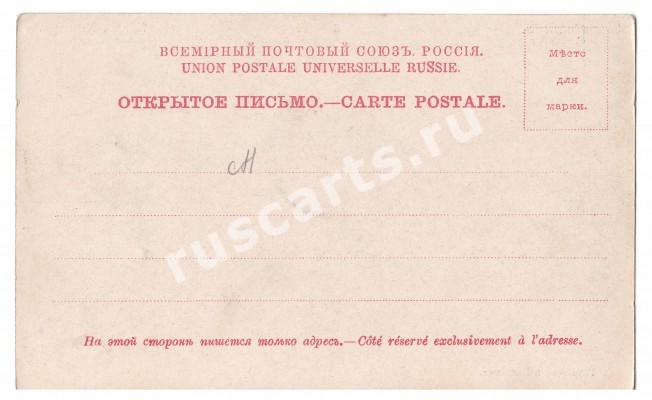 ВСЕМІРНЫЙ ПОЧТОВЫЙ СОЮЗЪ. РОССІЯ.
UNION POSTALE UNIVERSELLE RUSSIE.
ОТКРЫТОЕ ПИСЬМО.—CARTE POSTALE.
Мѣсто
для
марки.
ruscarts.ru
На этой сторонѣ пишется только адресъ.—Côté réservé exclusivement à l'adresse.